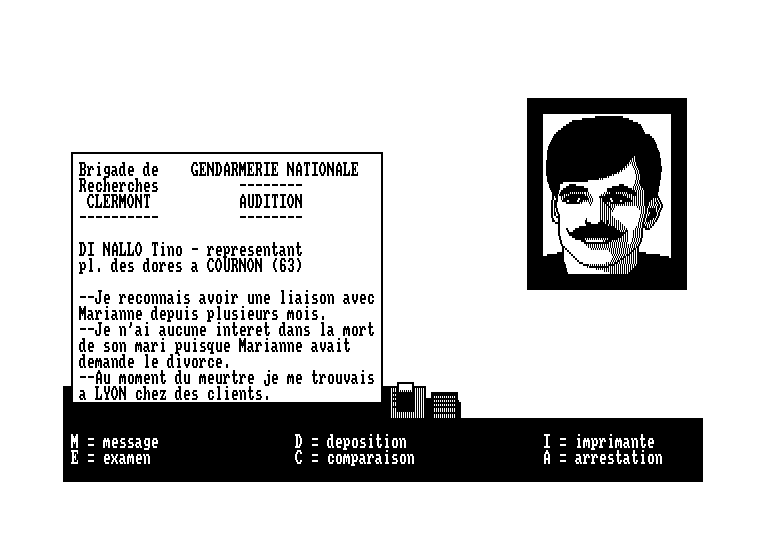 Brigade de    GENDARMERIE NATIONALE
Recherches          --------
CLERMONT           AUDITION
----------          --------
DI NALLO Tino - representant
pl. des dores a COURNON (63)
--Je reconnais avoir une liaison avec
Marianne depuis plusieurs mois.
--Je n'ai aucune interet dans la mort
de son mari puisque Marianne avait
demande le divorce.
--Au moment du meurtre je me trouvais
a LYON chez des clients.
M = message    D = deposition    I = imprimante
E = examen    C = comparaison    A = arrestation